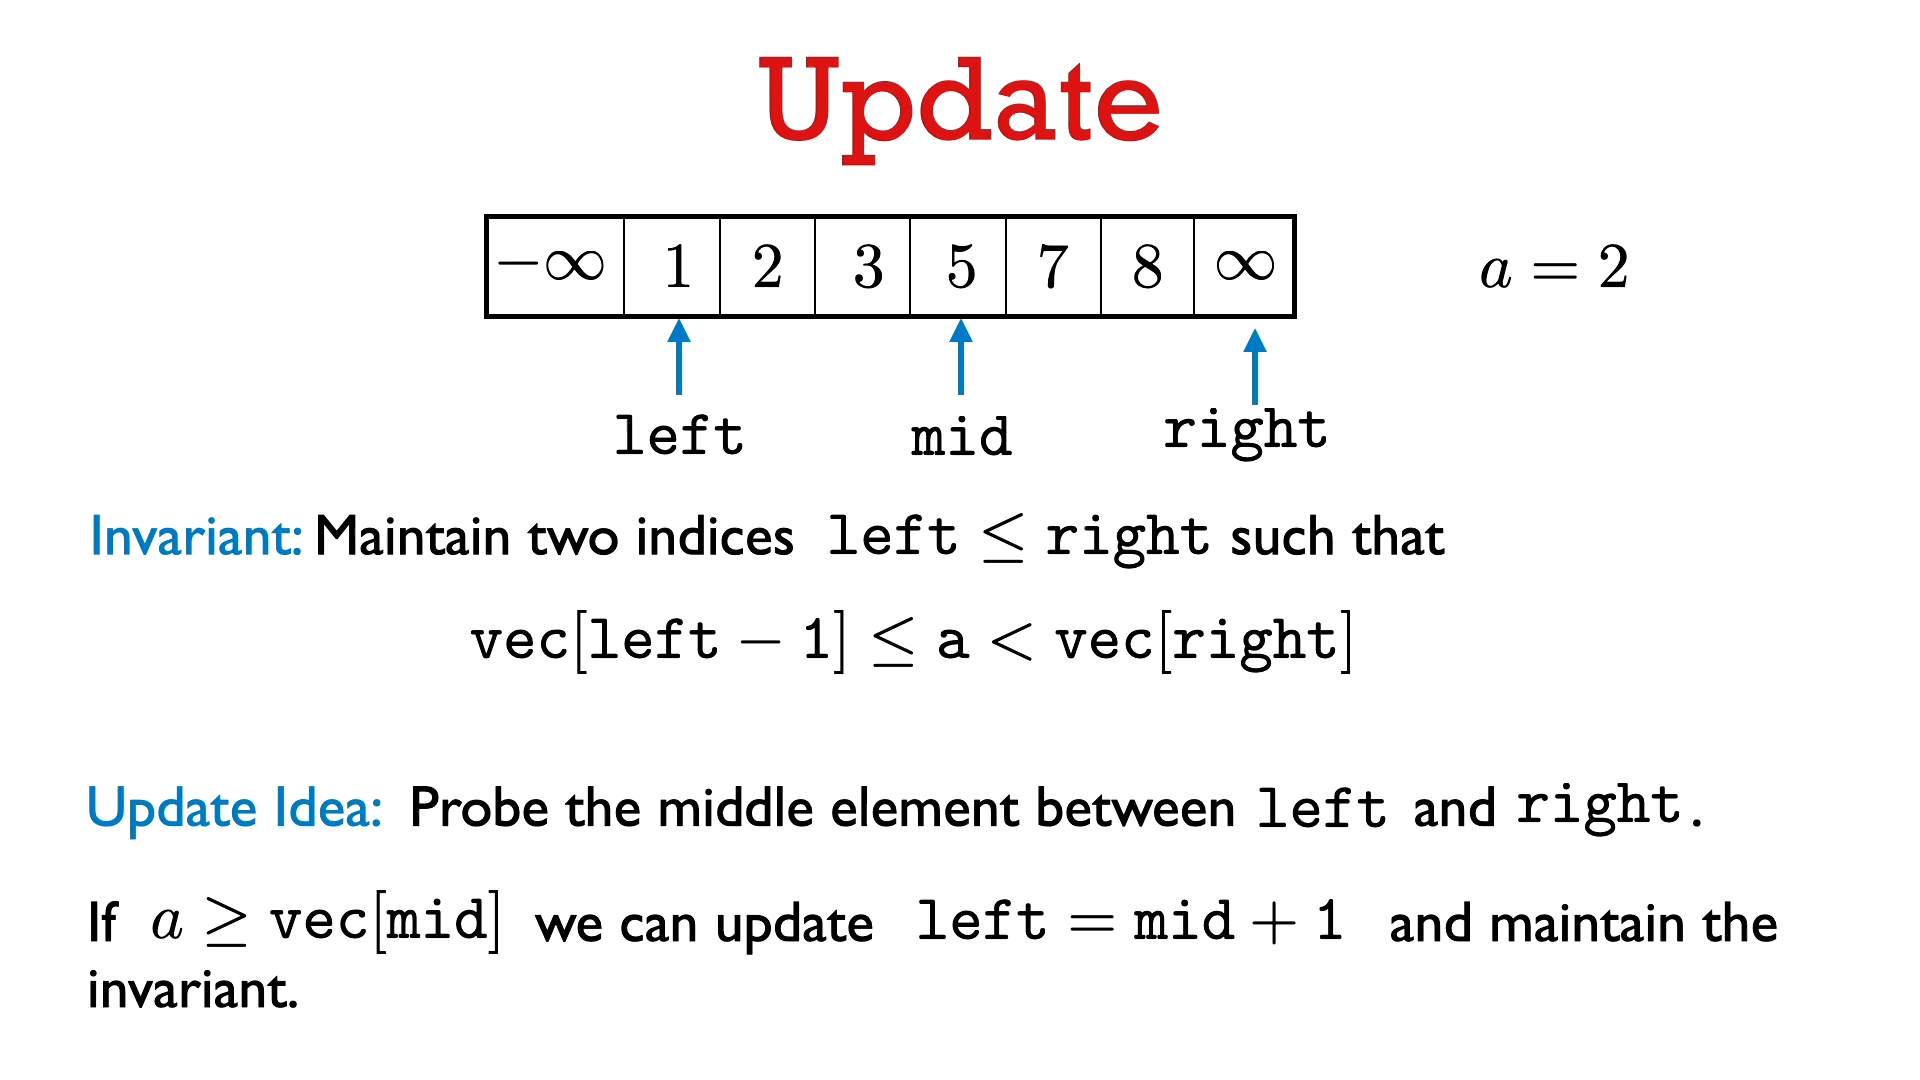 Update
−∞ 1 2 3 5 7 8 ∞ a = 2
left mid right
Invariant: Maintain two indices left ≤ right such that
vec[left − 1] ≤ a < vec[right]
Update Idea: Probe the middle element between left and right.
If a ≥ vec[mid] we can update left = mid + 1 and maintain the
invariant.